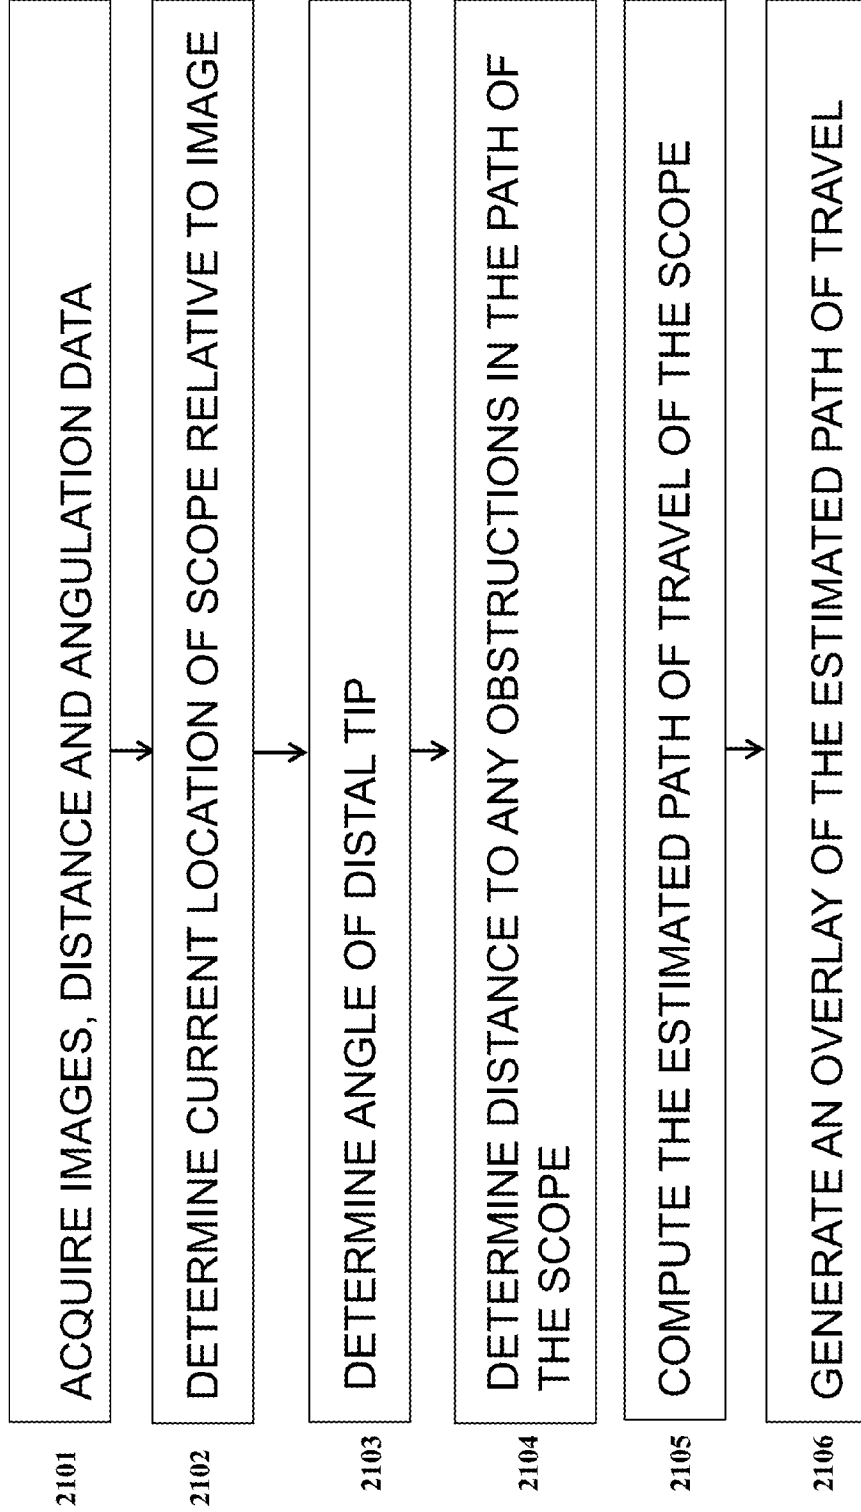 2101 ACQUIRE IMAGES, DISTANCE AND ANGULATION DATA
2102 DETERMINE CURRENT LOCATION OF SCOPE RELATIVE TO IMAGE
2103 DETERMINE ANGLE OF DISTAL TIP
2104 DETERMINE DISTANCE TO ANY OBSTRUCTIONS IN THE PATH OF
THE SCOPE
2105 COMPUTE THE ESTIMATED PATH OF TRAVEL OF THE SCOPE
2106 GENERATE AN OVERLAY OF THE ESTIMATED PATH OF TRAVEL